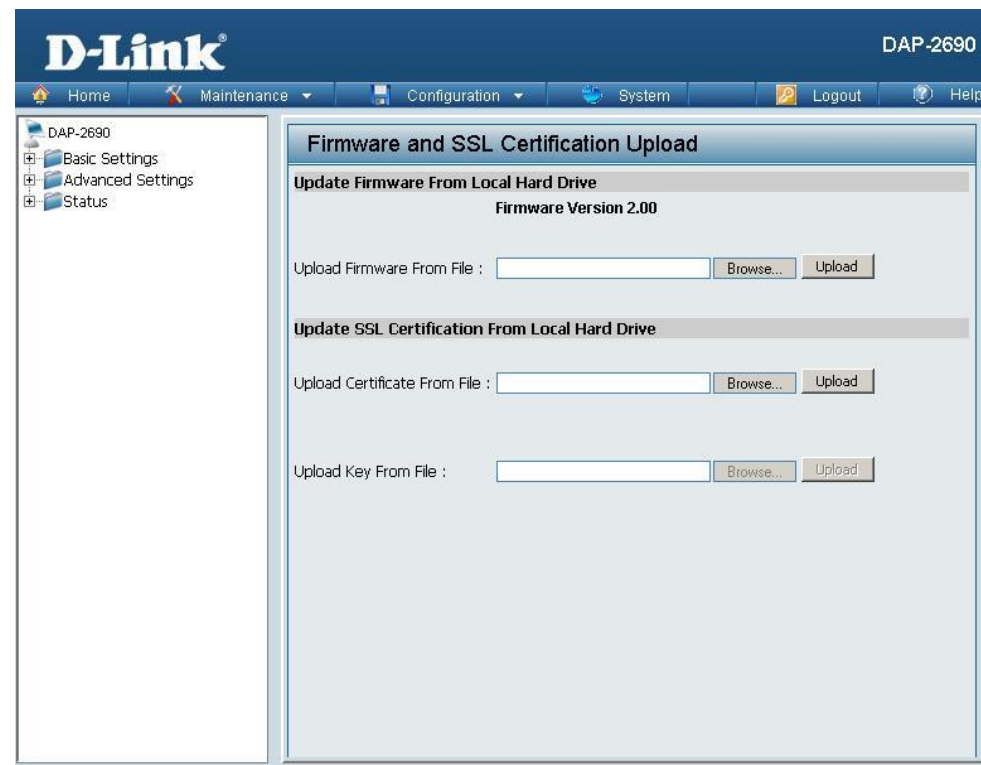 D-Link®
DAP-2690
Home Maintenance Configuration System Logout Help
DAP-2690
Basic Settings
Advanced Settings
Status
Firmware and SSL Certification Upload
Update Firmware From Local Hard Drive
Firmware Version 2.00
Upload Firmware From File : Browse... Upload
Update SSL Certification From Local Hard Drive
Upload Certificate From File : Browse... Upload
Upload Key From File : Browse... Upload